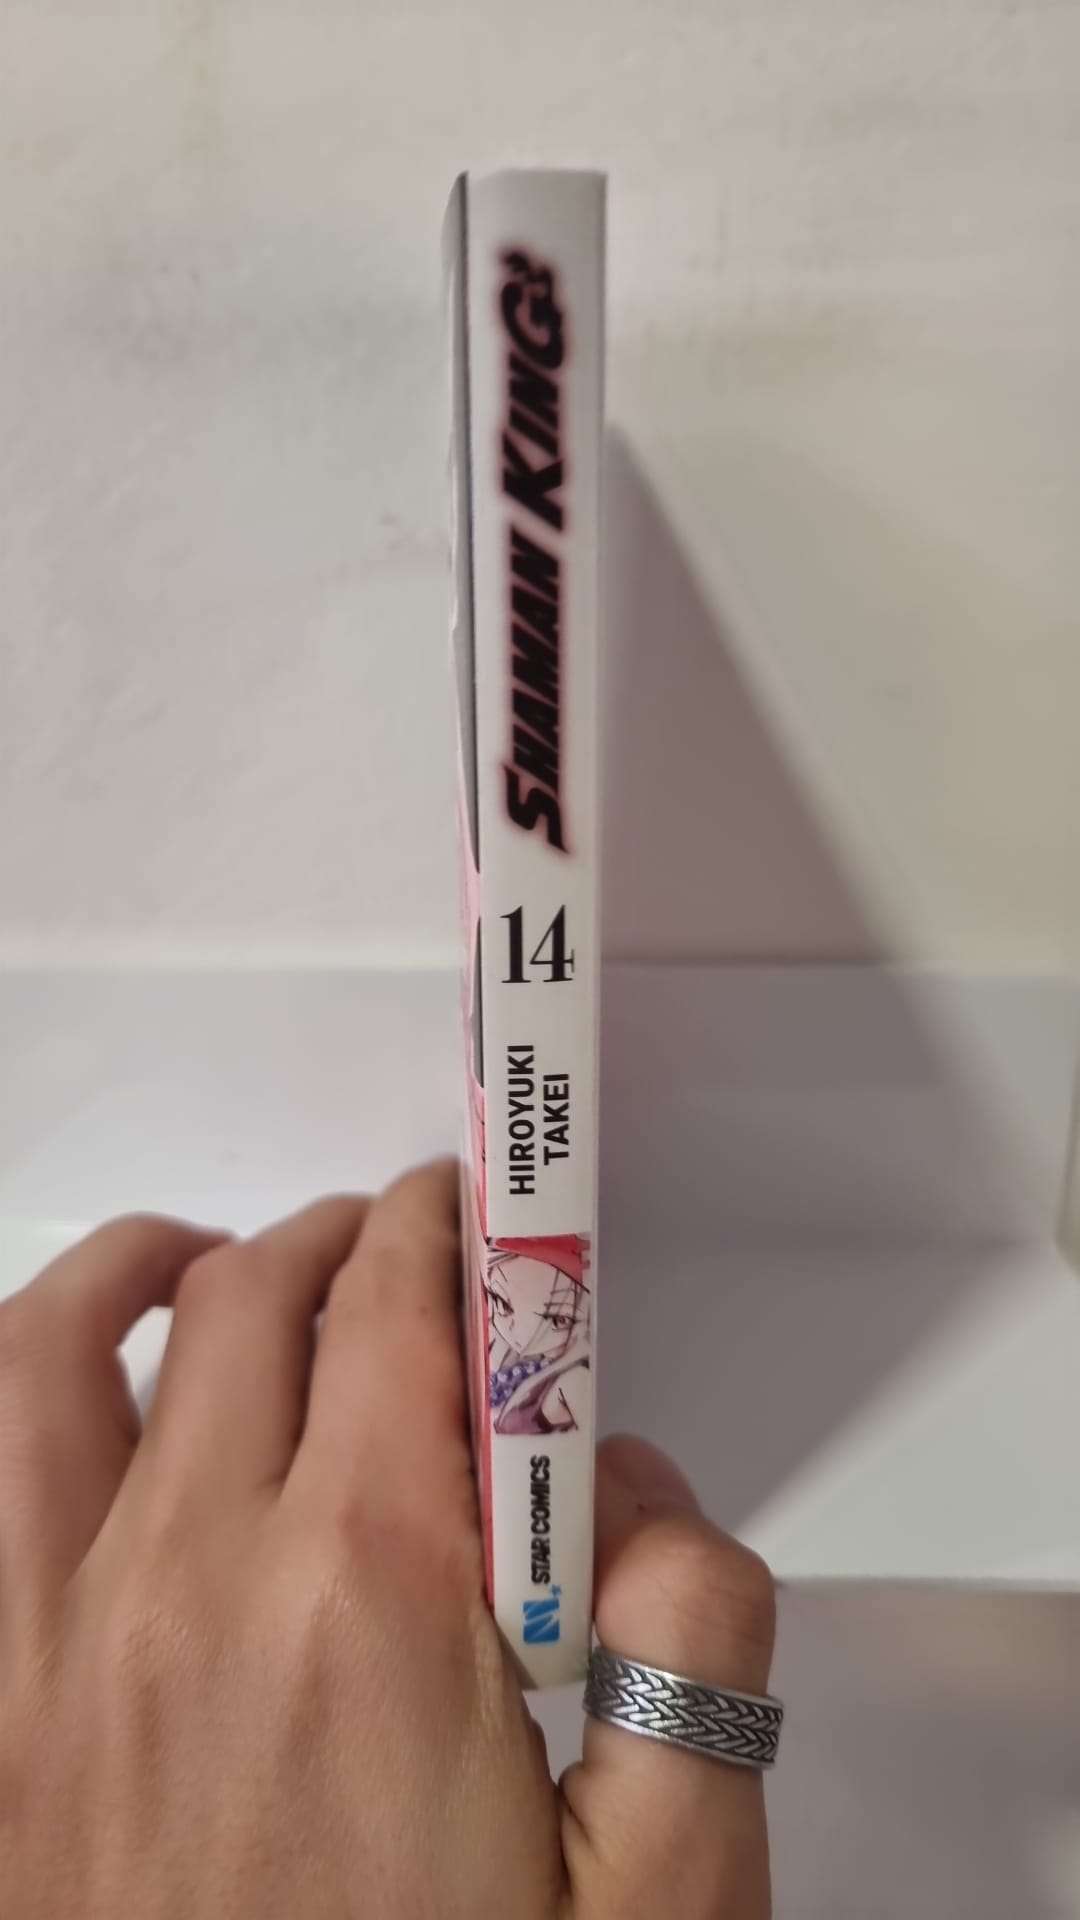 SHAMAN KING
14
HIROYUKI
TAKEI
STAR COMICS